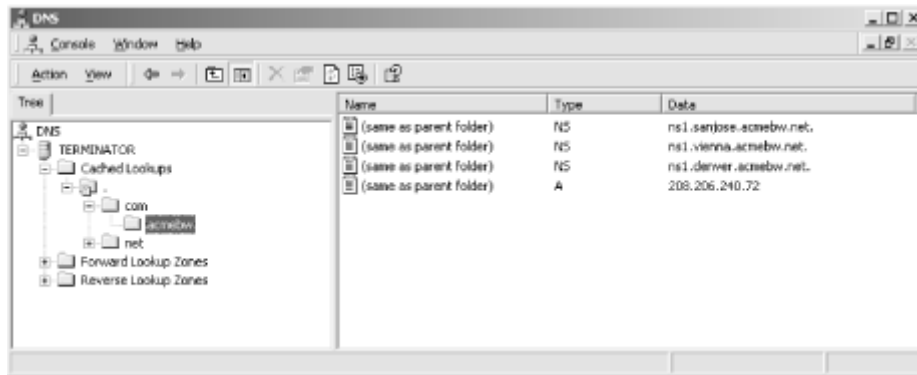 DNS
Console Window Help
Action View
Tree
Name Type Data
DNS
TERMINATOR
Cached Lookups
.
com
acmebw
net
Forward Lookup Zones
Reverse Lookup Zones
(same as parent folder) NS ns1.sanjose.acmebw.net.
(same as parent folder) NS ns1.vienna.acmebw.net.
(same as parent folder) NS ns1.denver.acmebw.net.
(same as parent folder) A 208.206.240.72